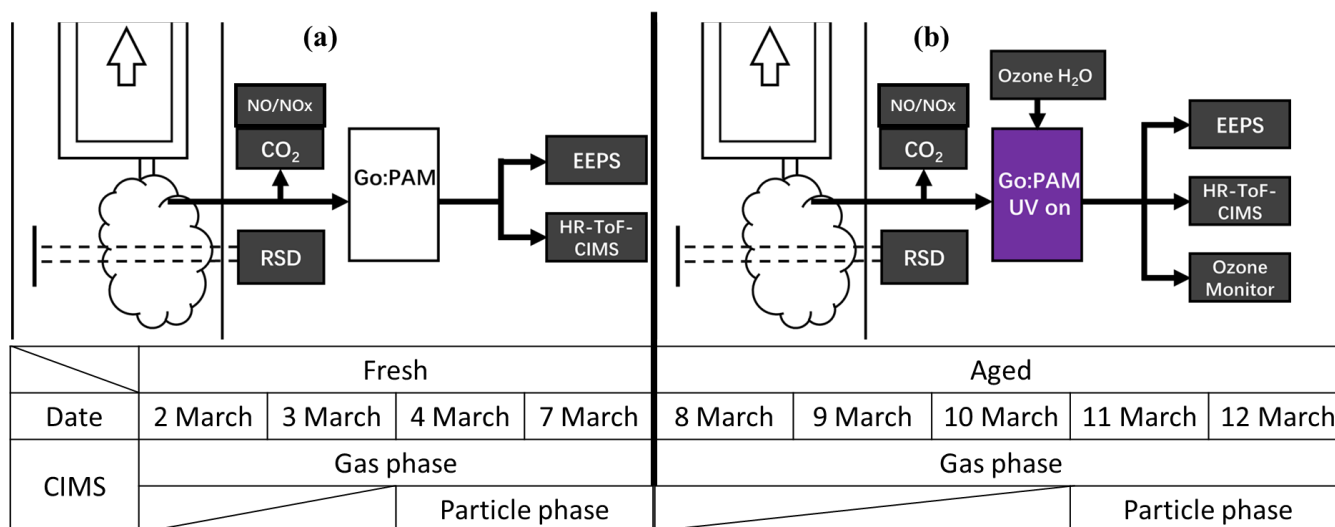 (a)
NO/NOx
CO₂
Go:PAM
EEPS
HR-ToF-
CIMS
RSD
(b)
Ozone H₂O
NO/NOx
CO₂
Go:PAM
UV on
EEPS
HR-ToF-
CIMS
RSD
Ozone
Monitor
Fresh Aged
Date 2 March 3 March 4 March 7 March 8 March 9 March 10 March 11 March 12 March
CIMS Gas phase Gas phase
Particle phase Particle phase